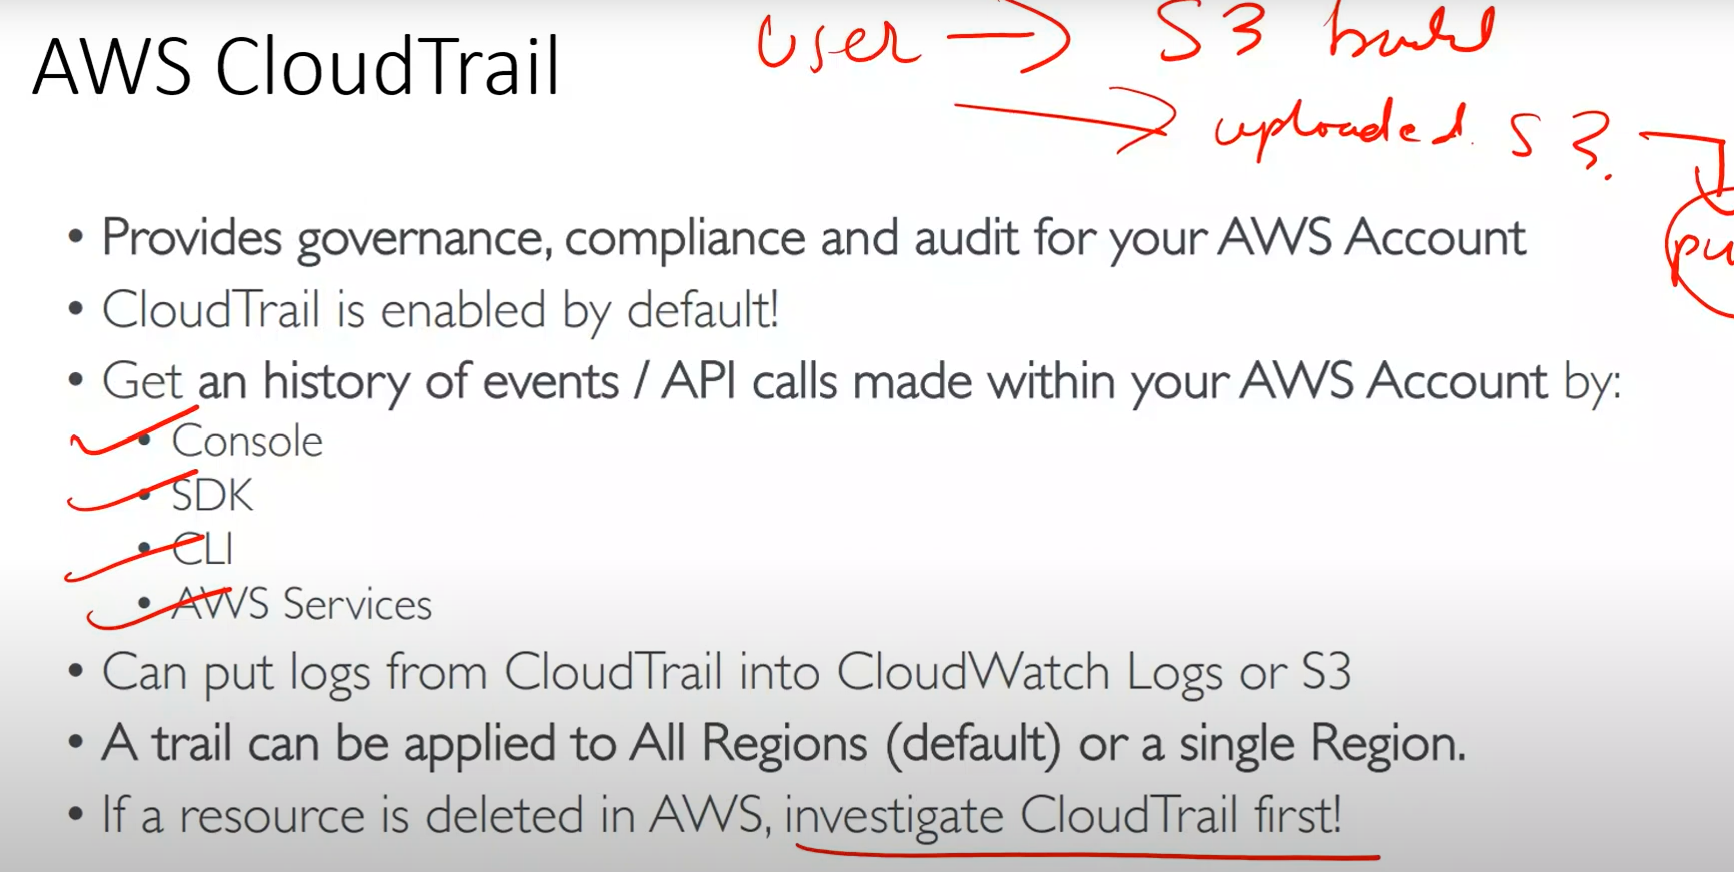 User → S3
AWS CloudTrail
→ uploaded S3.
• Provides governance, compliance and audit for your AWS Account
pu
• CloudTrail is enabled by default!
• Get an history of events / API calls made within your AWS Account by:
• Console
• SDK
• CLI
• AWS Services
• Can put logs from CloudTrail into CloudWatch Logs or S3
• A trail can be applied to All Regions (default) or a single Region.
• If a resource is deleted in AWS, investigate CloudTrail first!